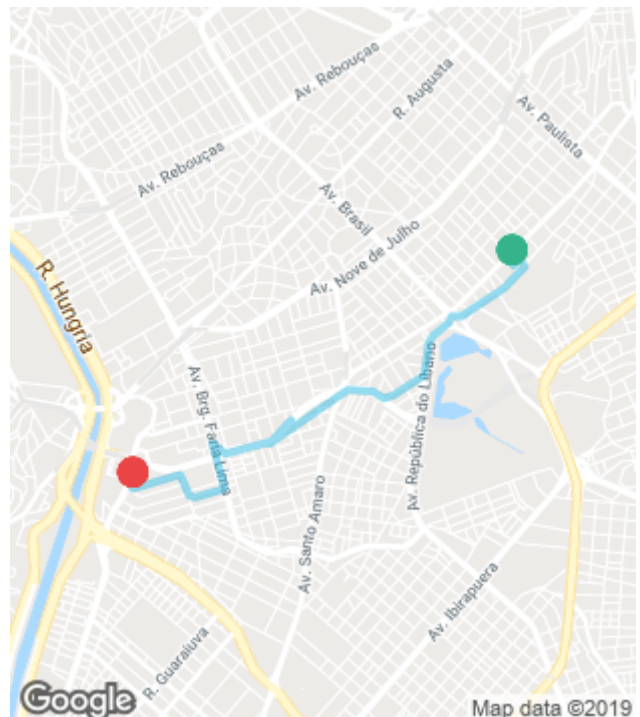 Av. Rebouças
R. Augusta
Av. Paulista
Av. Rebouças
Av. Brasil
Av. Nove de Julho
R. Hungria
Av. Brg. Faria Lima
Av. República do Líbano
Av. Santo Amaro
Av. Ibirapuera
R. Guaraiuva
Google
Map data ©2019